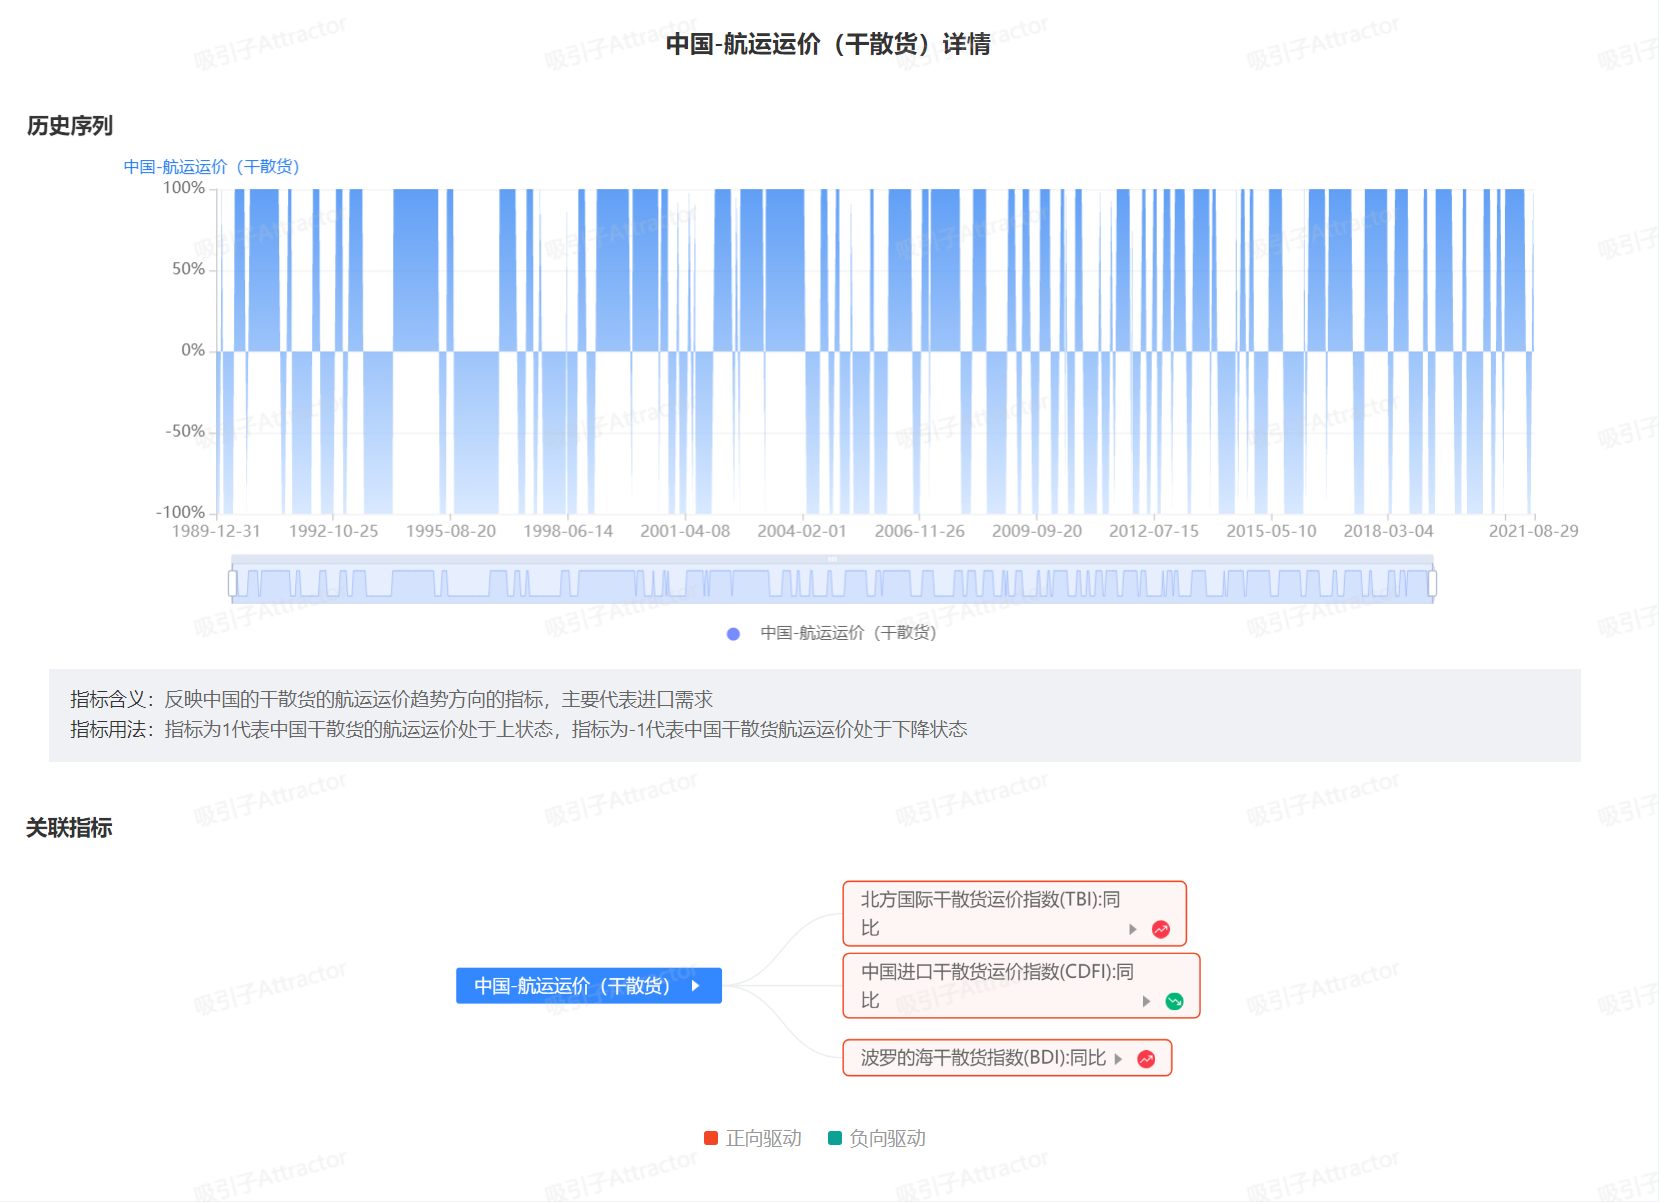 中国-航运运价（干散货）详情
历史序列
中国-航运运价（干散货）
100%
50%
0%
-50%
-100%
1989-12-31 1992-10-25 1995-08-20 1998-06-14 2001-04-08 2004-02-01 2006-11-26 2009-09-20 2012-07-15 2015-05-10 2018-03-04 2021-08-29
中国-航运运价（干散货）
指标含义：反映中国的干散货的航运运价趋势方向的指标，主要代表进口需求
指标用法：指标为1代表中国干散货的航运运价处于上状态，指标为-1代表中国干散货航运运价处于下降状态
关联指标
北方国际干散货运价指数(TBI):同
比
中国-航运运价（干散货）
中国进口干散货运价指数(CDFI):同
比
波罗的海干散货指数(BDI):同比
正向驱动 负向驱动
吸引子Attractor